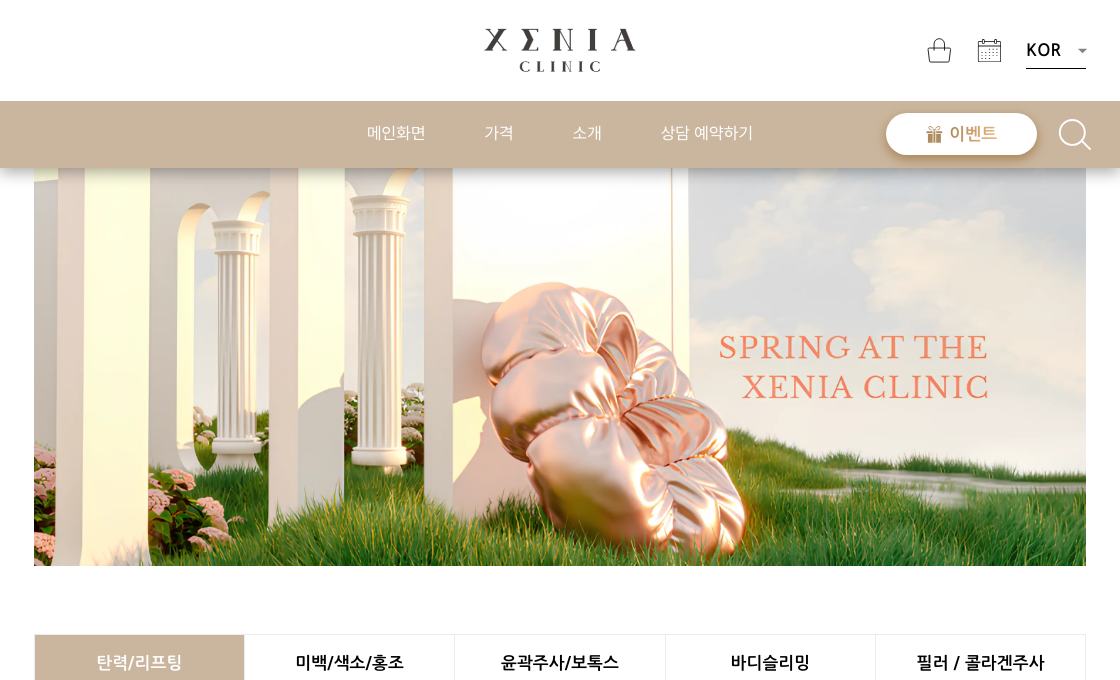 XENIA
CLINIC
KOR
메인화면
가격
소개
상담 예약하기
이벤트
SPRING AT THE
XENIA CLINIC
탄력/리프팅
미백/색소/홍조
윤곽주사/보톡스
바디슬리밍
필러 / 콜라겐주사